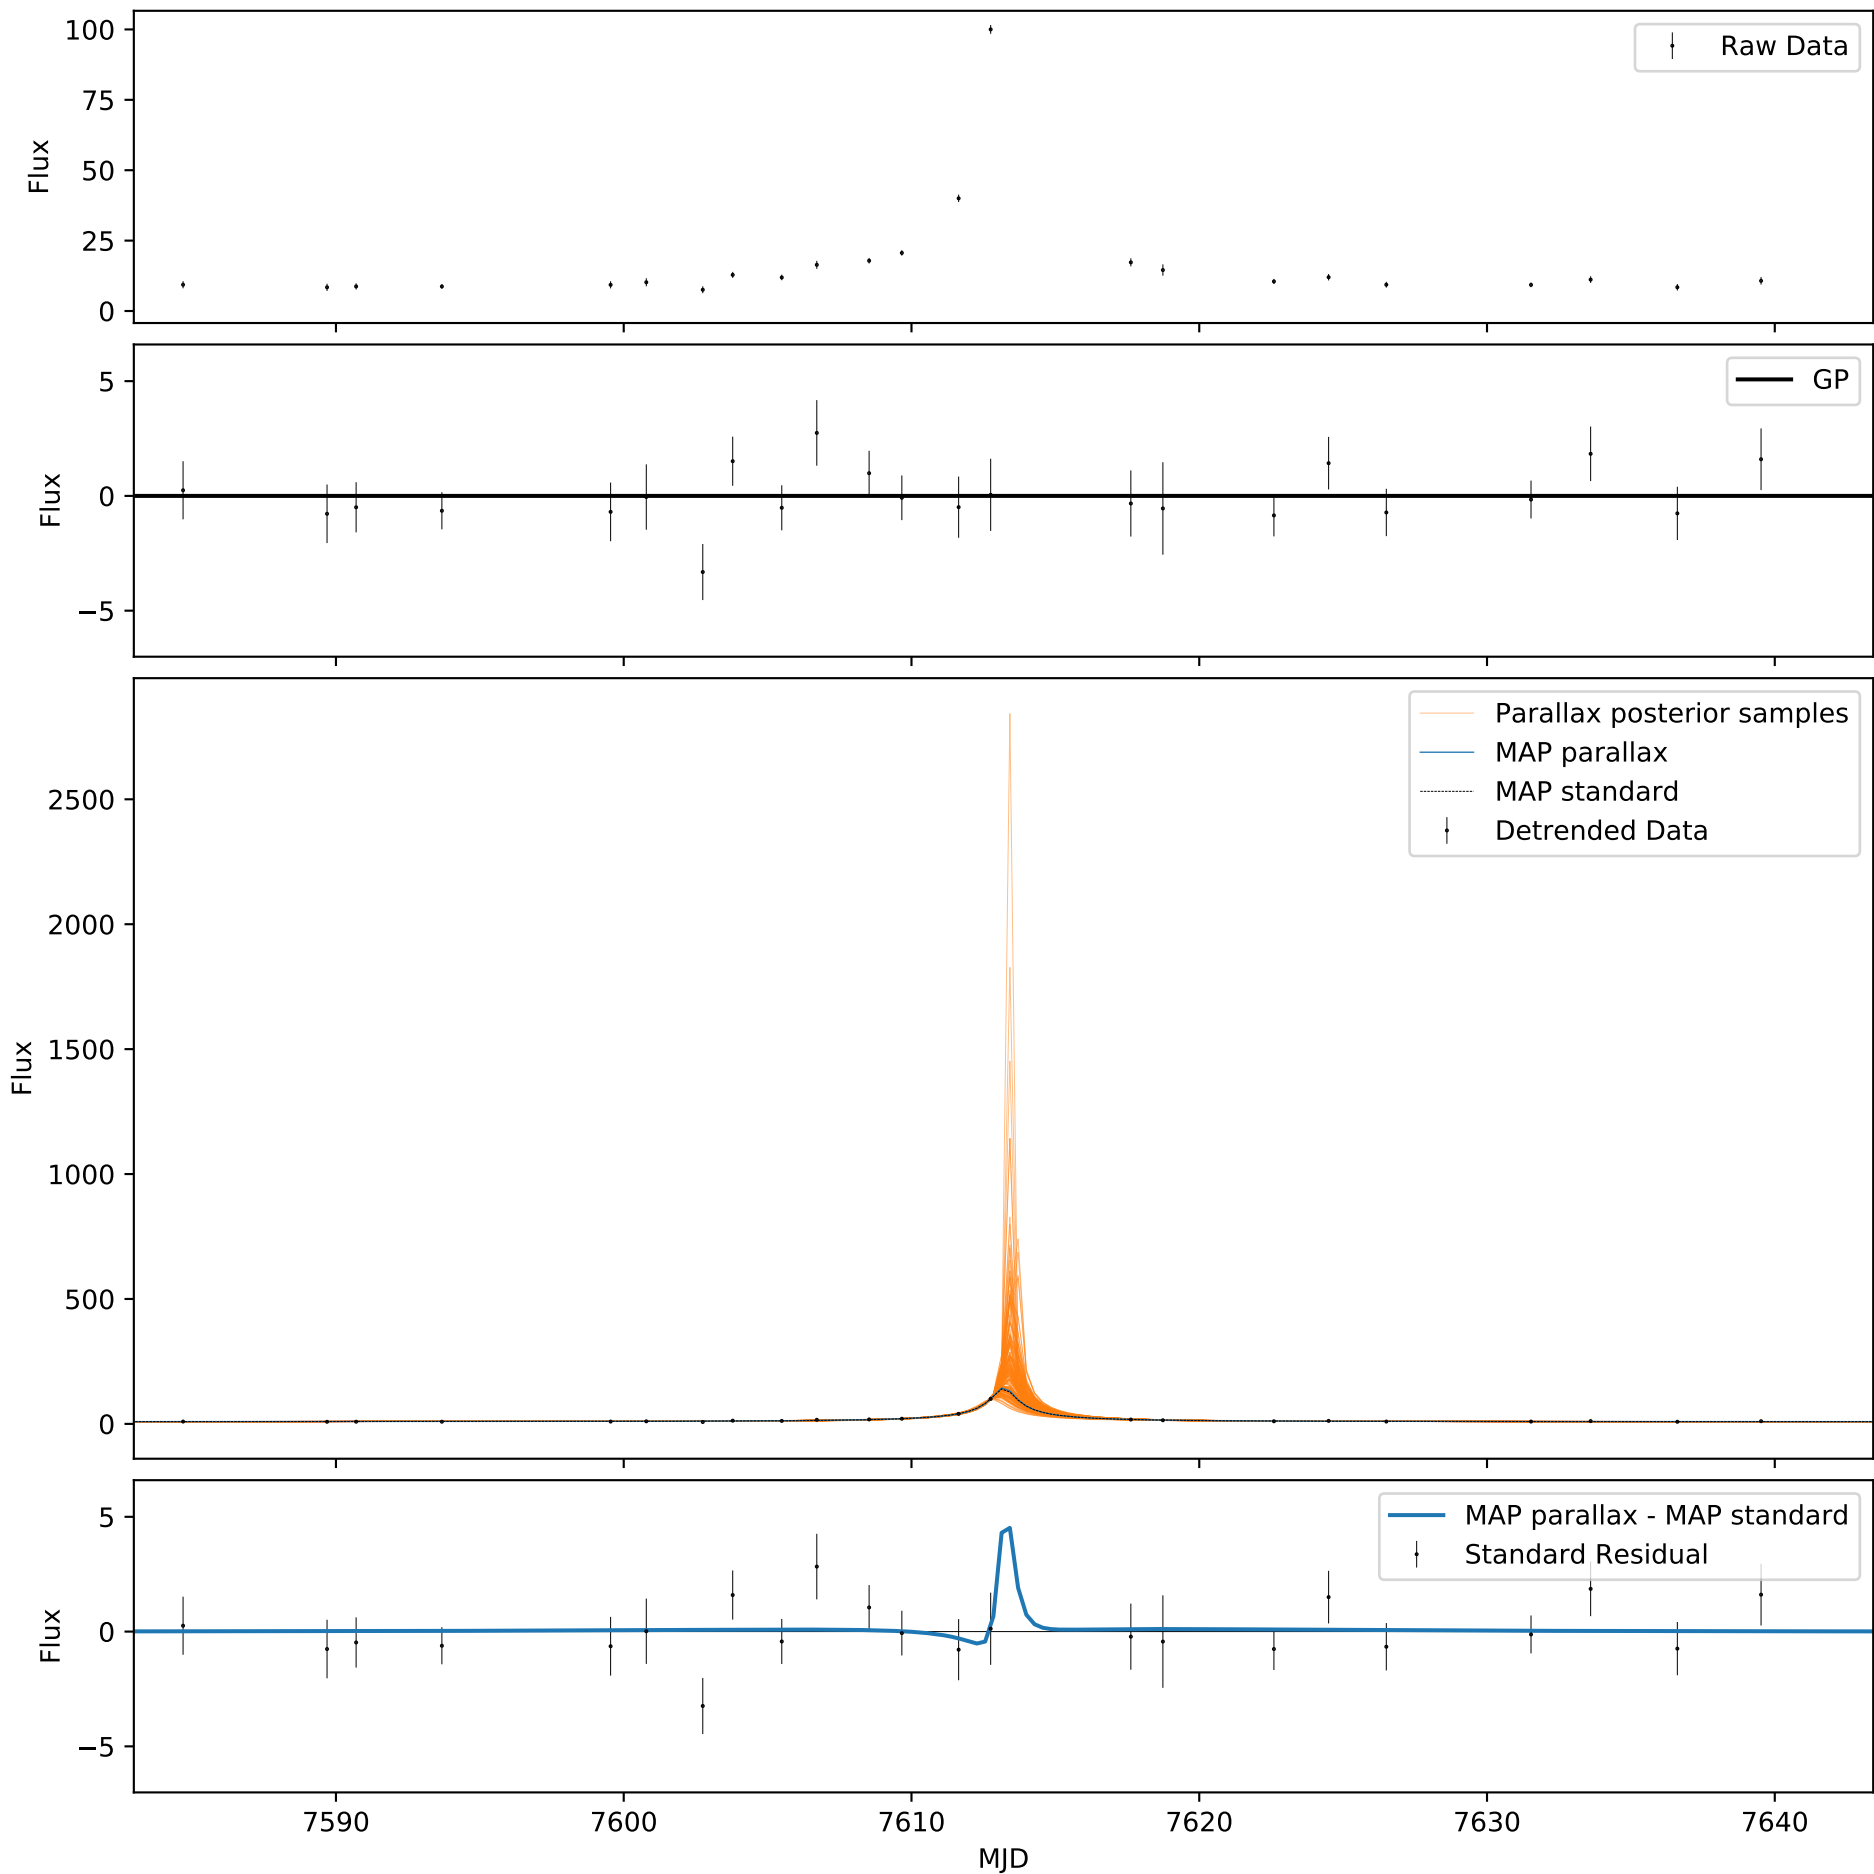 100
75
50
25
0
Flux
Raw Data
5
0
−5
Flux
GP
2500
2000
1500
1000
500
0
Flux
Parallax posterior samples
MAP parallax
MAP standard
Detrended Data
5
0
−5
Flux
MAP parallax - MAP standard
Standard Residual
7590 7600 7610 7620 7630 7640
MJD